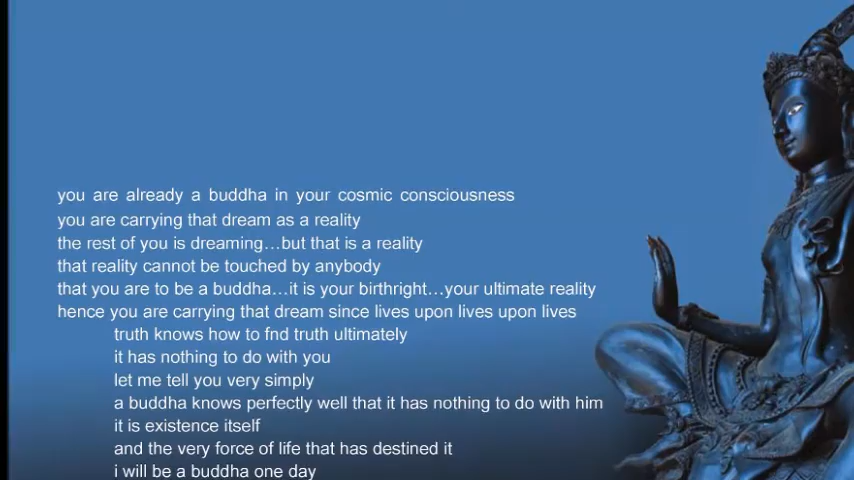 you are already a buddha in your cosmic consciousness
you are carrying that dream as a reality
the rest of you is dreaming…but that is a reality
that reality cannot be touched by anybody
that you are to be a buddha…it is your birthright…your ultimate reality
hence you are carrying that dream since lives upon lives upon lives
truth knows how to fnd truth ultimately
it has nothing to do with you
let me tell you very simply
a buddha knows perfectly well that it has nothing to do with him
it is existence itself
and the very force of life that has destined it
i will be a buddha one day